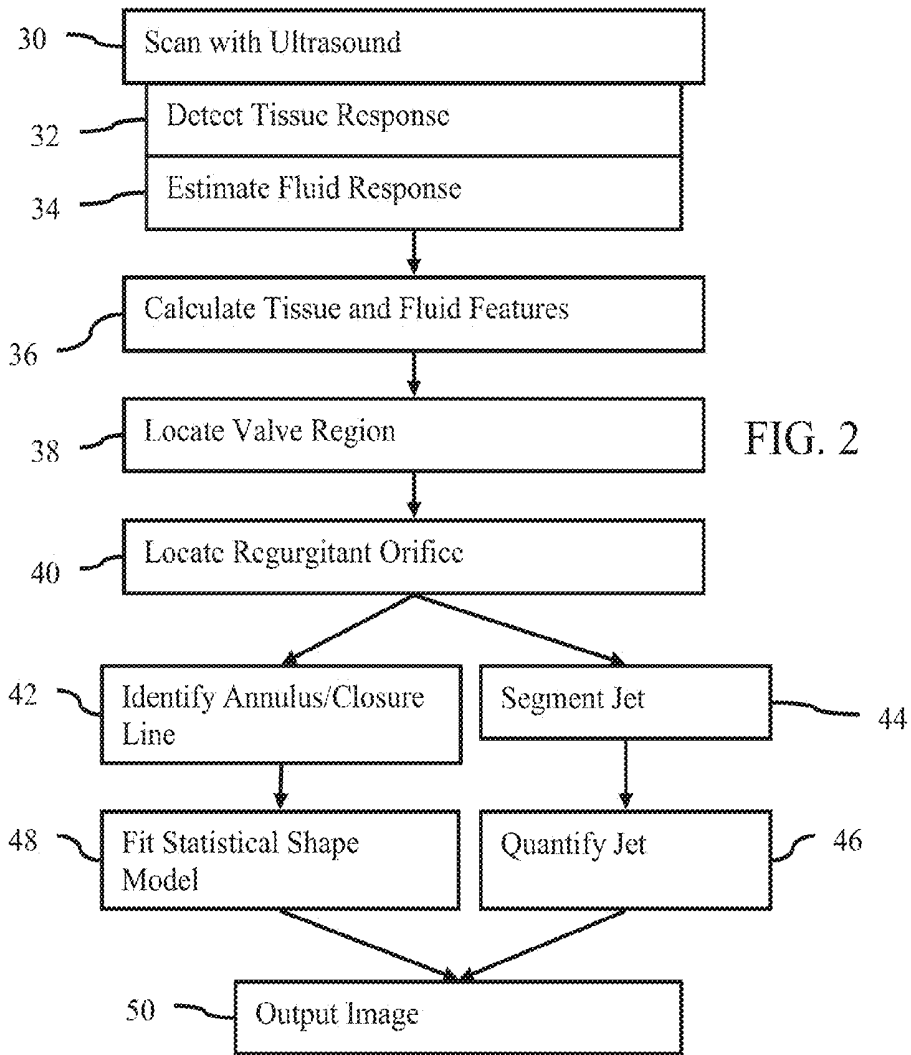 30
Scan with Ultrasound
32
Detect Tissue Response
34
Estimate Fluid Response
36
Calculate Tissue and Fluid Features
38
Locate Valve Region
FIG. 2
40
Locate Regurgitant Orifice
42
Identify Annulus/Closure
Line
Segment Jet
44
48
Fit Statistical Shape
Model
Quantify Jet
46
50
Output Image